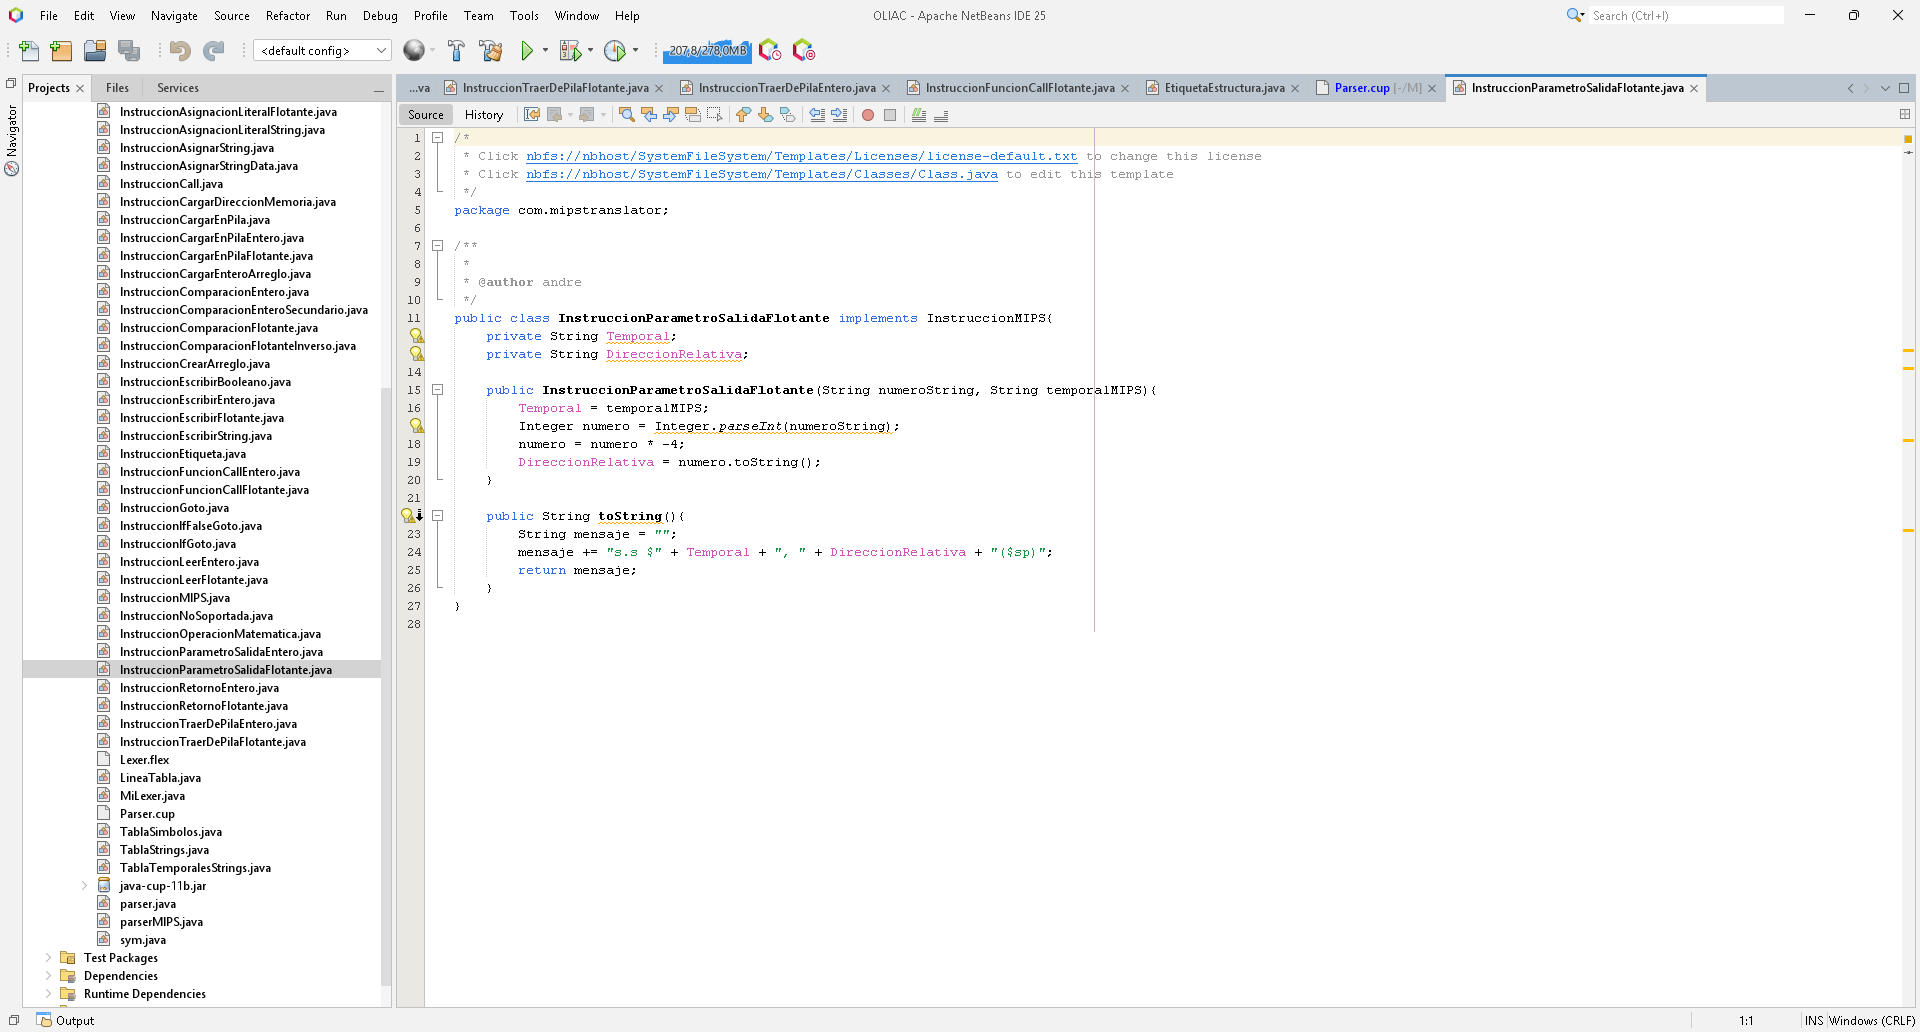 File Edit View Navigate Source Refactor Run Debug Profile Team Tools Window Help
OLIAC - Apache NetBeans IDE 25
Search (Ctrl+I)
<default config>
207,8/278,0MB
Navigator
Projects Files Services
InstruccionAsignacionLiteralFlotante.java
InstruccionAsignacionLiteralString.java
InstruccionAsignarString.java
InstruccionAsignarStringData.java
InstruccionCall.java
InstruccionCargarDireccionMemoria.java
InstruccionCargarEnPila.java
InstruccionCargarEnPilaEntero.java
InstruccionCargarEnPilaFlotante.java
InstruccionCargarEnteroArreglo.java
InstruccionComparacionEntero.java
InstruccionComparacionEnteroSecundario.java
InstruccionComparacionFlotante.java
InstruccionComparacionFlotanteInverso.java
InstruccionCrearArreglo.java
InstruccionEscribirBooleano.java
InstruccionEscribirEntero.java
InstruccionEscribirFlotante.java
InstruccionEscribirString.java
InstruccionEtiqueta.java
InstruccionFuncionCallEntero.java
InstruccionFuncionCallFlotante.java
InstruccionGoto.java
InstruccionIfFalseGoto.java
InstruccionIfGoto.java
InstruccionLeerEntero.java
InstruccionLeerFlotante.java
InstruccionMIPS.java
InstruccionNoSoportada.java
InstruccionOperacionMatematica.java
InstruccionParametroSalidaEntero.java
InstruccionParametroSalidaFlotante.java
InstruccionRetornoEntero.java
InstruccionRetornoFlotante.java
InstruccionTraerDePilaEntero.java
InstruccionTraerDePilaFlotante.java
Lexer.flex
LineaTabla.java
MiLexer.java
Parser.cup
TablaSimbolos.java
TablaStrings.java
TablaTemporalesStrings.java
java-cup-11b.jar
parser.java
parserMIPS.java
sym.java
Test Packages
Dependencies
Runtime Dependencies
...va InstruccionTraerDePilaFlotante.java InstruccionTraerDePilaEntero.java InstruccionFuncionCallFlotante.java EtiquetaEstructura.java Parser.cup [-/M] InstruccionParametroSalidaFlotante.java
Source History
1 /*
2 * Click nbfs://nbhost/SystemFileSystem/Templates/Licenses/license-default.txt to change this license
3 * Click nbfs://nbhost/SystemFileSystem/Templates/Classes/Class.java to edit this template
4 */
5 package com.mipstranslator;
6
7 /**
8 *
9 * @author andre
10 */
11 public class InstruccionParametroSalidaFlotante implements InstruccionMIPS{
private String Temporal;
private String DireccionRelativa;
14
15 public InstruccionParametroSalidaFlotante(String numeroString, String temporalMIPS){
16 Temporal = temporalMIPS;
Integer numero = Integer.parseInt(numeroString);
18 numero = numero * -4;
19 DireccionRelativa = numero.toString();
20 }
21
public String toString(){
23 String mensaje = "";
24 mensaje += "s.s $" + Temporal + ", " + DireccionRelativa + "($sp)";
25 return mensaje;
26 }
27 }
28
Output
1:1 INS Windows (CRLF)